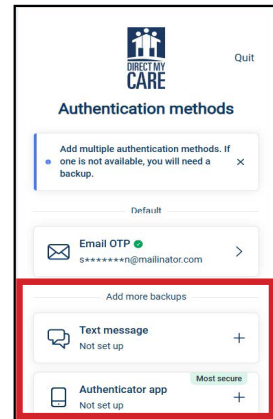 DIRECT MY
CARE
Quit
Authentication methods
Add multiple authentication methods. If
one is not available, you will need a
backup.
Default
Email OTP
s*******n@mailinator.com
Add more backups
Text message
Not set up
Most secure
Authenticator app
Not set up